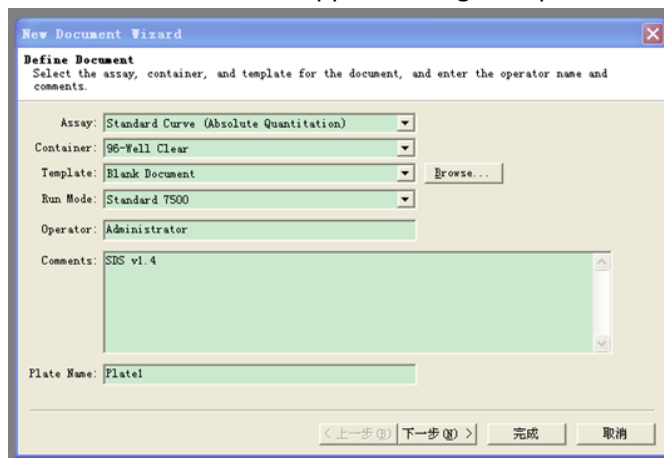 New Document Wizard
Define Document
Select the assay, container, and template for the document, and enter the operator name and
comments.
Assay: Standard Curve (Absolute Quantitation)
Container: 96-Well Clear
Template: Blank Document
Browse...
Run Mode: Standard 7500
Operator: Administrator
Comments: SDS v1.4
Plate Name: Plate1
< 上一步(B) 下一步(N) > 完成 取消